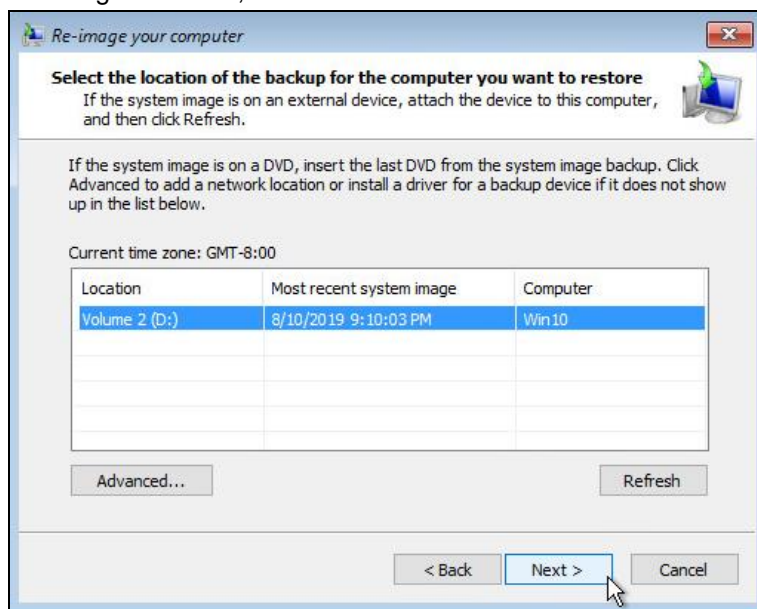 Re-image your computer
Select the location of the backup for the computer you want to restore
If the system image is on an external device, attach the device to this computer,
and then click Refresh.
If the system image is on a DVD, insert the last DVD from the system image backup. Click
Advanced to add a network location or install a driver for a backup device if it does not show
up in the list below.
Current time zone: GMT-8:00
Location Most recent system image Computer
Volume 2 (D:) 8/10/2019 9:10:03 PM Win10
Advanced... Refresh
< Back Next > Cancel